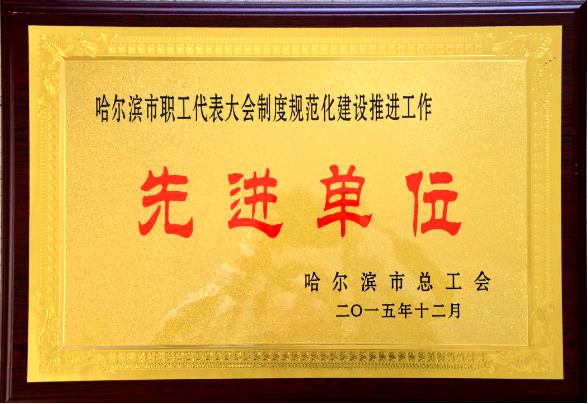 哈尔滨市职工代表大会制度规范化建设推进工作
先进单位
哈尔滨市总工会
二〇一五年十二月